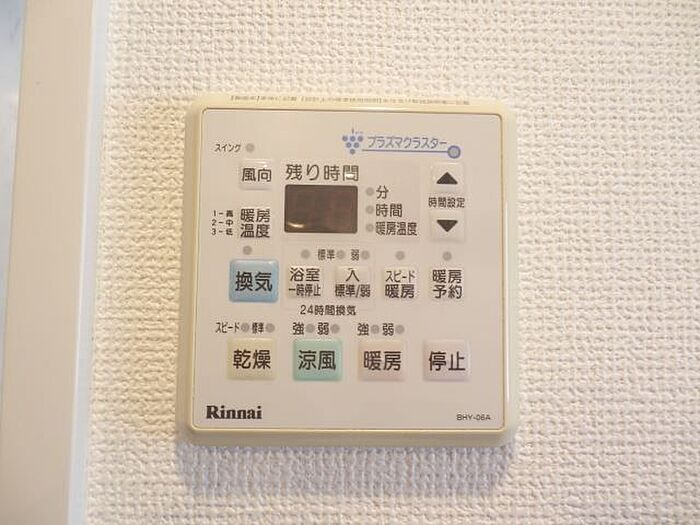 プラズマクラスター
スイング
風向
残り時間
分
時間
暖房温度
時間設定
1－高
2－中
3－低
暖房
温度
標準 弱
換気
浴室
一時停止
入
標準/弱
スピード
暖房
暖房
予約
24時間換気
スピード 標準
強 弱
強 弱
乾燥
涼風
暖房
停止
Rinnai
BHY-06A